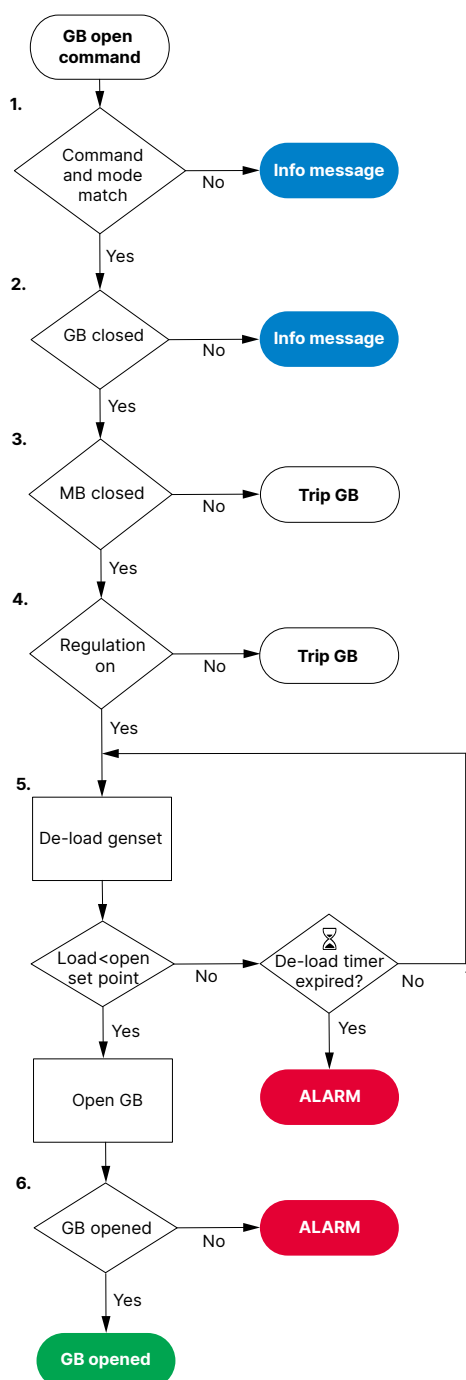 GB open
command
1.
Command
and mode
match
No
Info message
Yes
2.
GB closed
No
Info message
Yes
3.
MB closed
No
Trip GB
Yes
4.
Regulation
on
No
Trip GB
Yes
5.
De-load genset
Load<open
set point
No
De-load timer
expired?
No
Yes
Yes
Open GB
ALARM
6.
GB opened
No
ALARM
Yes
GB opened